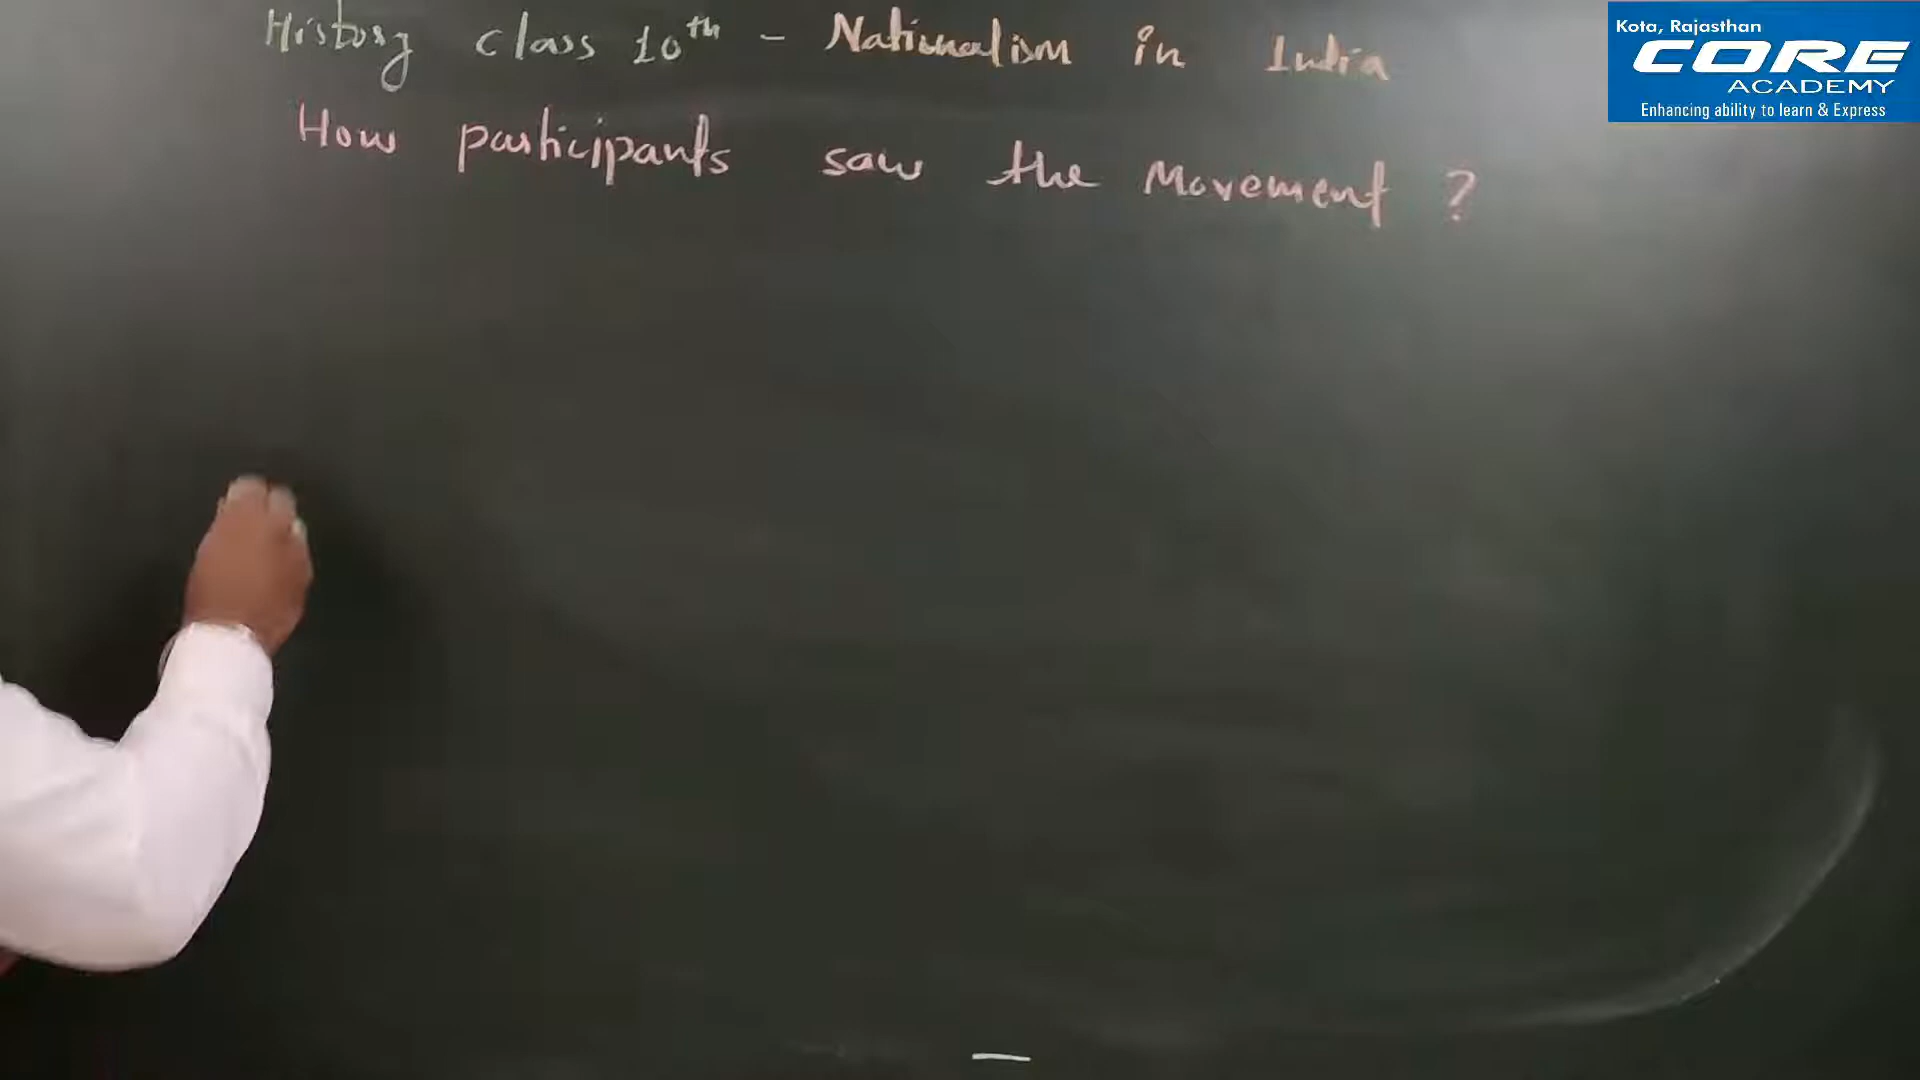 History class 10th - Nationalism in India
How participants saw the Movement ?
Kota, Rajasthan
CORE
ACADEMY
Enhancing ability to learn & Express